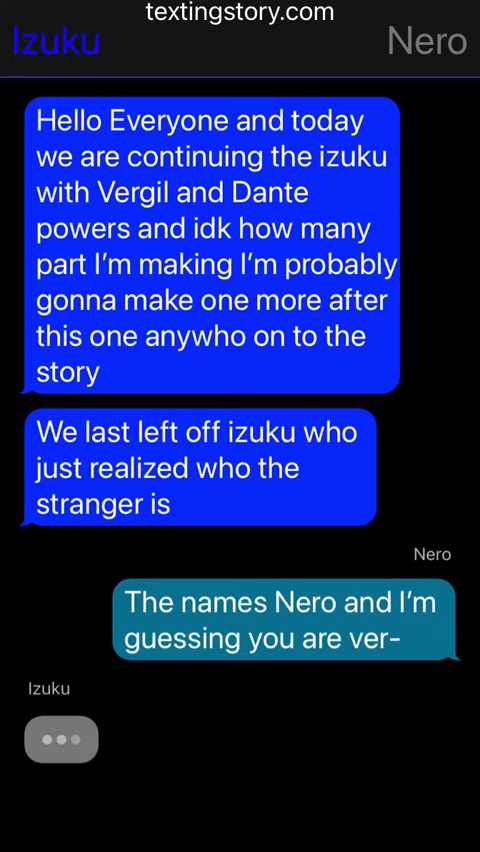 textingstory.com
Izuku
Nero
Hello Everyone and today
we are continuing the izuku
with Vergil and Dante
powers and idk how many
part I'm making I'm probably
gonna make one more after
this one anywho on to the
story
We last left off izuku who
just realized who the
stranger is
Nero
The names Nero and I'm
guessing you are ver-
Izuku